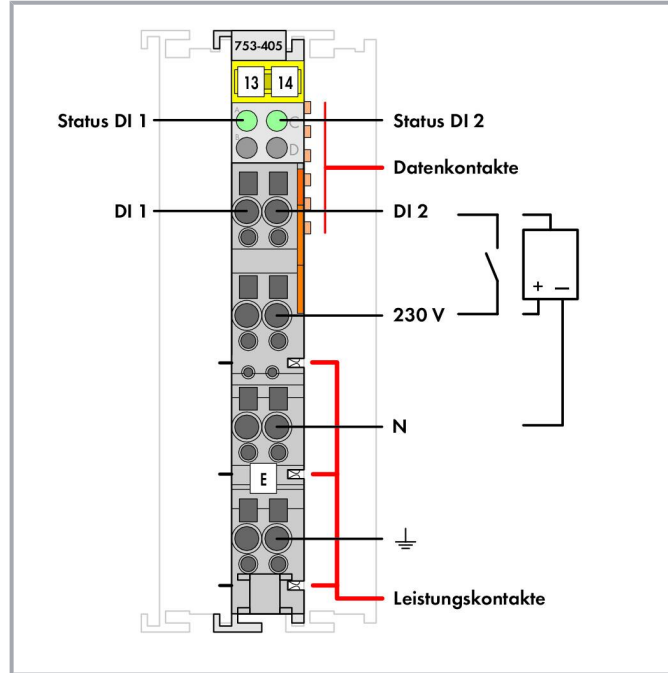 753-405
13 14
A C
B D
Status DI 1
Status DI 2
Datenkontakte
DI 1
DI 2
+ −
230 V
N
E
Leistungskontakte